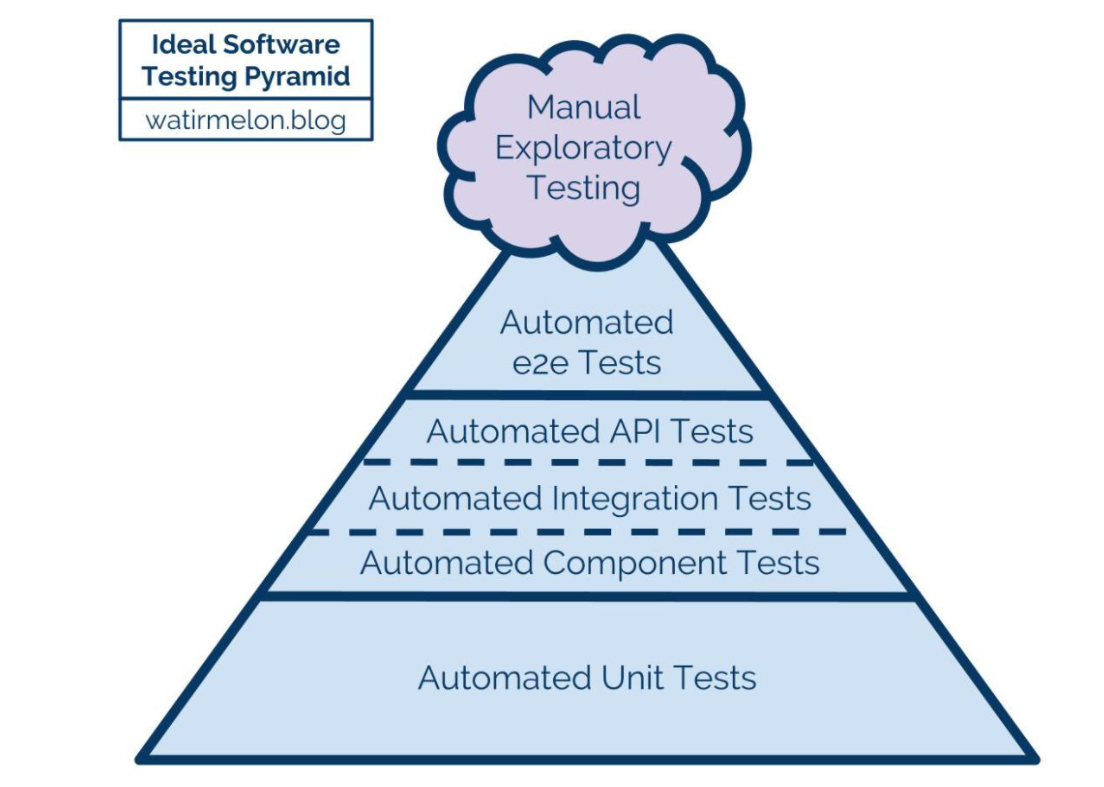 Ideal Software
Testing Pyramid
watirmelon.blog
Manual
Exploratory
Testing
Automated
e2e Tests
Automated API Tests
Automated Integration Tests
Automated Component Tests
Automated Unit Tests